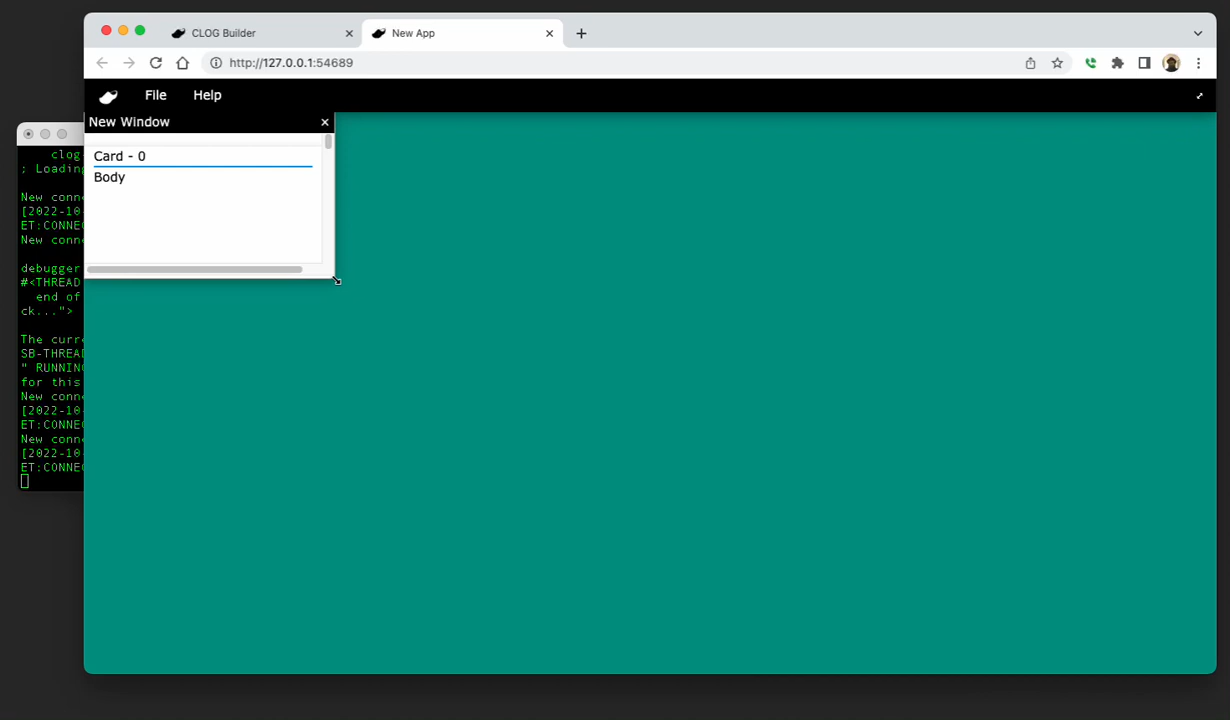 CLOG Builder
New App
http://127.0.0.1:54689
File
Help
New Window
Card - 0
Body
clog
; Loadin
New conn
[2022-10
ET:CONNE
New conn
debugger
#<THREAD
end of
ck...">
The curr
SB-THREA
" RUNNIN
for this
New conn
[2022-10
ET:CONNE
New conn
[2022-10
ET:CONNE